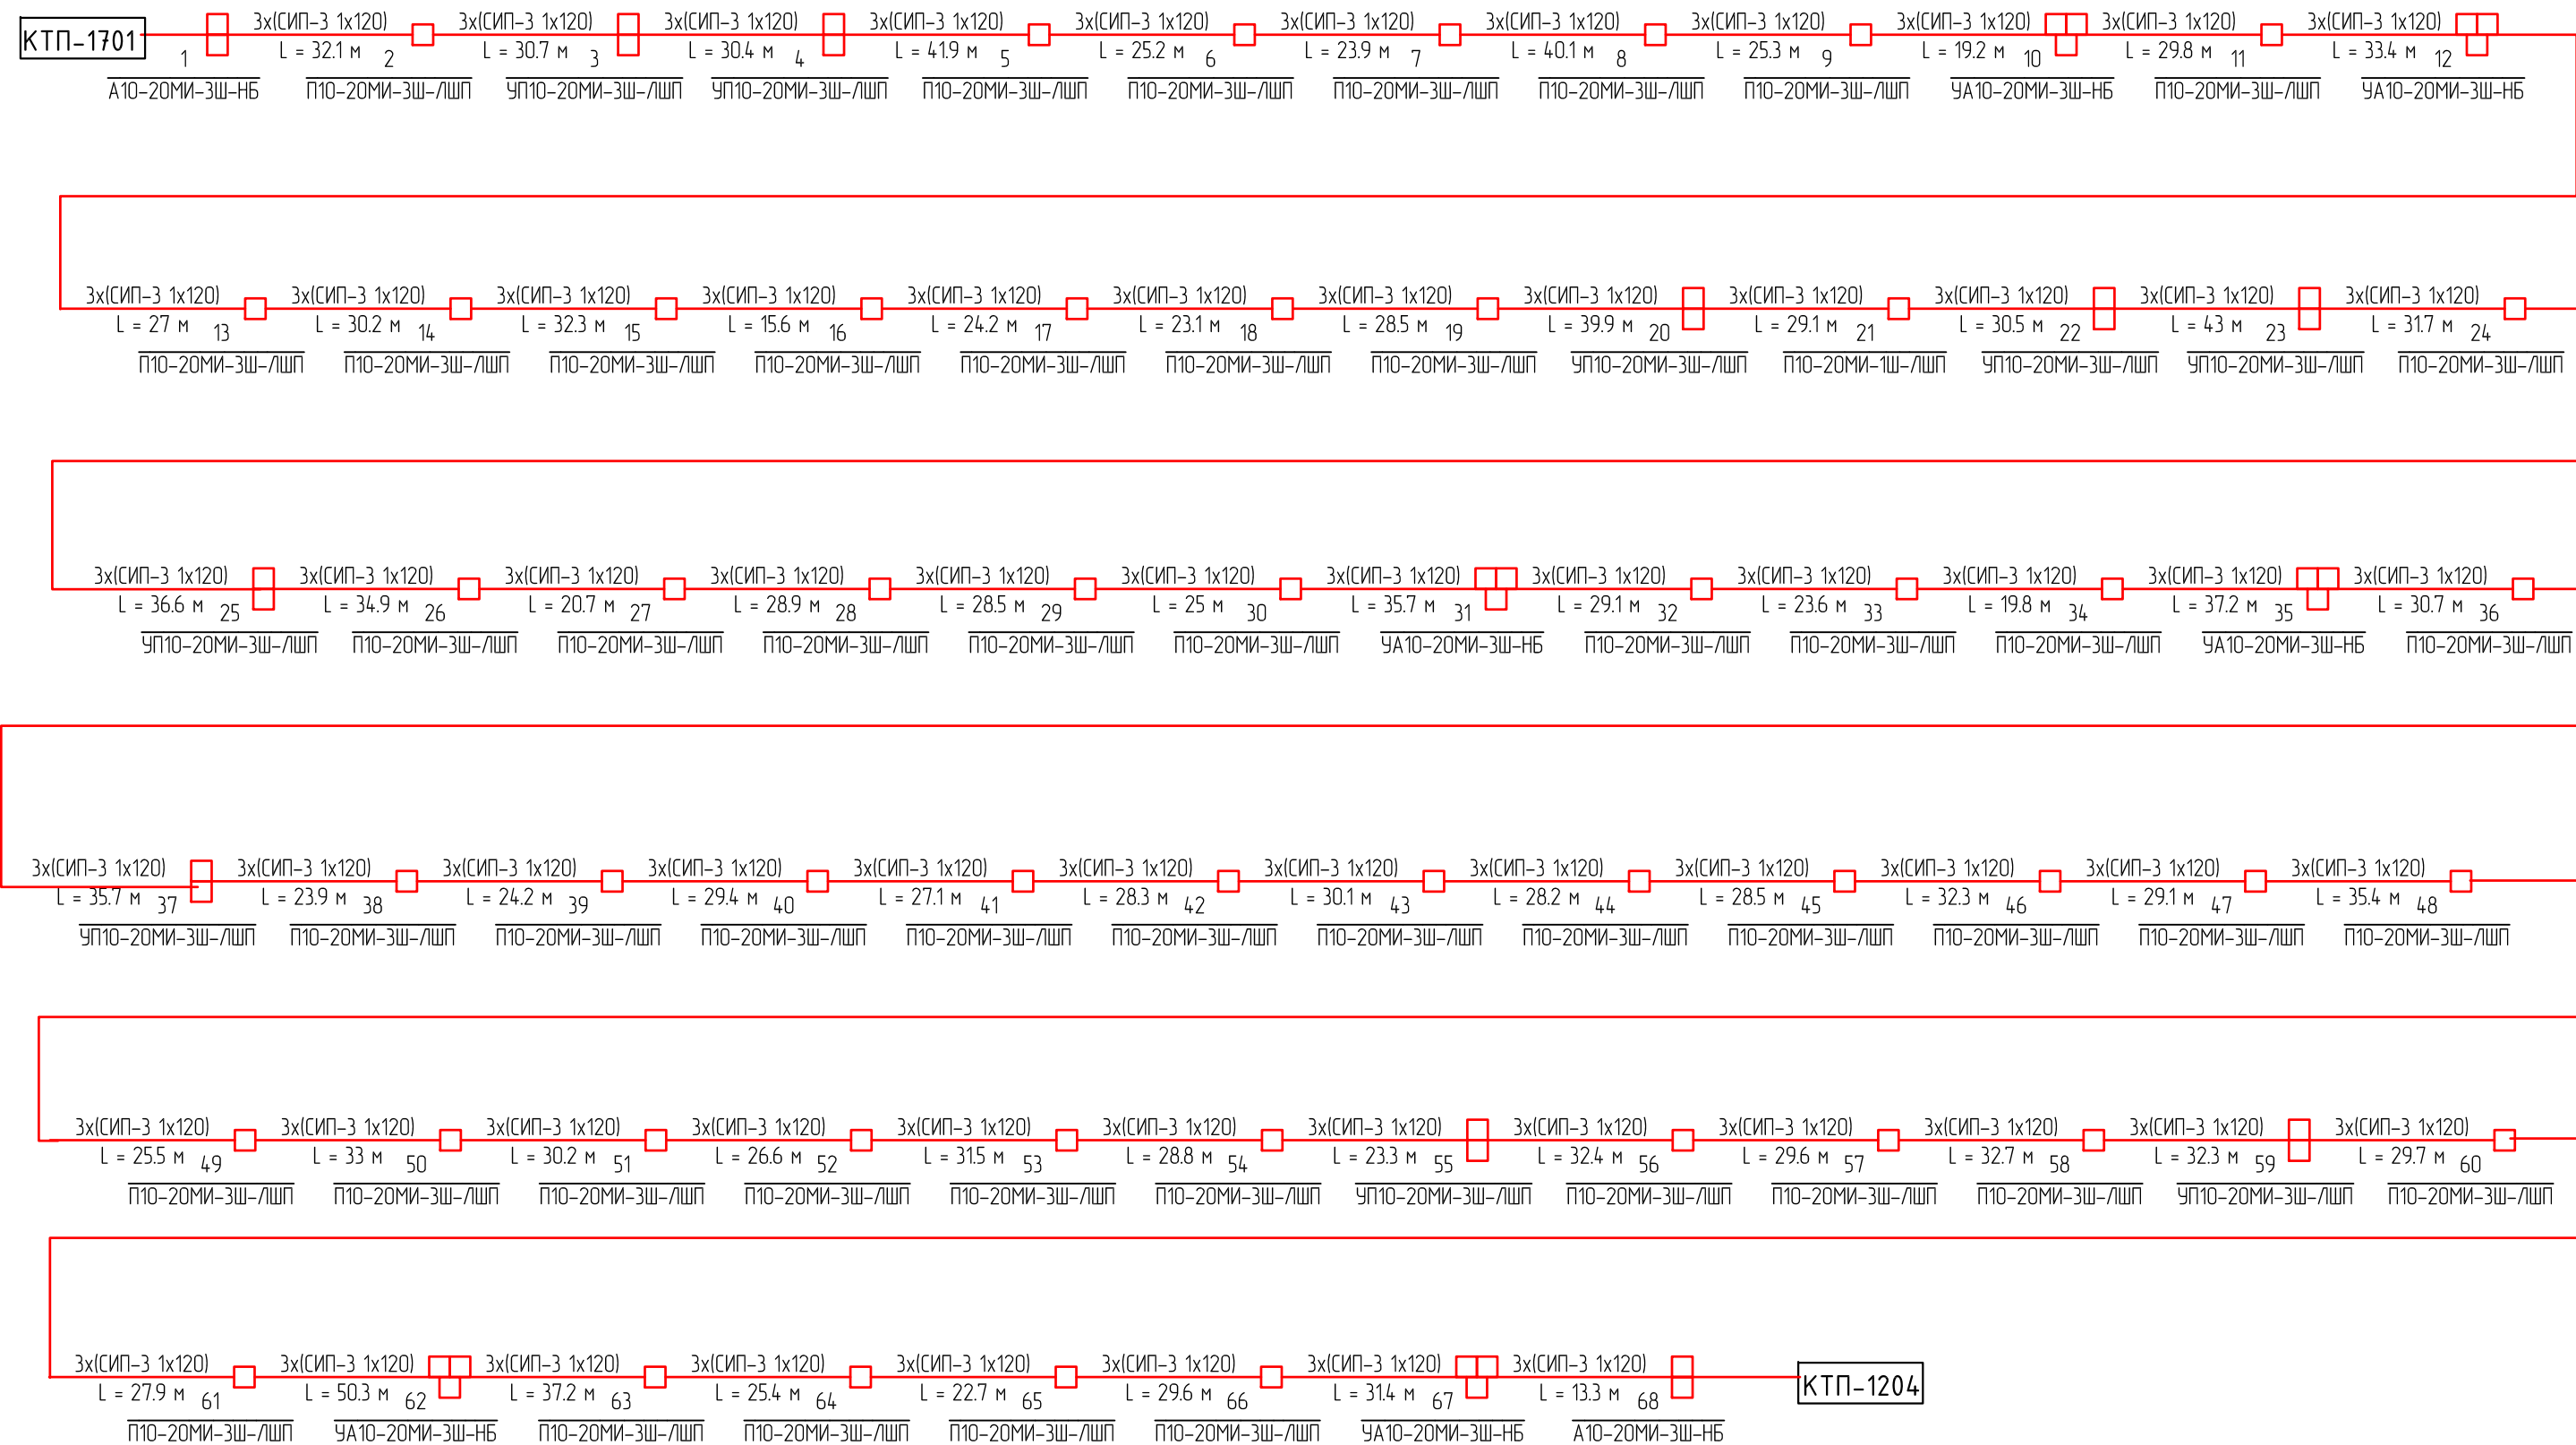 КТП-1701
3х(СИП-3 1х120) 3х(СИП-3 1х120) 3х(СИП-3 1х120) 3х(СИП-3 1х120) 3х(СИП-3 1х120) 3х(СИП-3 1х120) 3х(СИП-3 1х120) 3х(СИП-3 1х120) 3х(СИП-3 1х120) 3х(СИП-3 1х120) 3х(СИП-3 1х120)
1 L = 32.1 м 2 L = 30.7 м 3 L = 30.4 м 4 L = 41.9 м 5 L = 25.2 м 6 L = 23.9 м 7 L = 40.1 м 8 L = 25.3 м 9 L = 19.2 м 10 L = 29.8 м 11 L = 33.4 м 12
А10-20МИ-3Ш-НБ П10-20МИ-3Ш-ЛШП УП10-20МИ-3Ш-ЛШП УП10-20МИ-3Ш-ЛШП П10-20МИ-3Ш-ЛШП П10-20МИ-3Ш-ЛШП П10-20МИ-3Ш-ЛШП П10-20МИ-3Ш-ЛШП П10-20МИ-3Ш-ЛШП УА10-20МИ-3Ш-НБ П10-20МИ-3Ш-ЛШП УА10-20МИ-3Ш-НБ
3х(СИП-3 1х120) 3х(СИП-3 1х120) 3х(СИП-3 1х120) 3х(СИП-3 1х120) 3х(СИП-3 1х120) 3х(СИП-3 1х120) 3х(СИП-3 1х120) 3х(СИП-3 1х120) 3х(СИП-3 1х120) 3х(СИП-3 1х120) 3х(СИП-3 1х120) 3х(СИП-3 1х120)
L = 27 м 13 L = 30.2 м 14 L = 32.3 м 15 L = 15.6 м 16 L = 24.2 м 17 L = 23.1 м 18 L = 28.5 м 19 L = 39.9 м 20 L = 29.1 м 21 L = 30.5 м 22 L = 43 м 23 L = 31.7 м 24
П10-20МИ-3Ш-ЛШП П10-20МИ-3Ш-ЛШП П10-20МИ-3Ш-ЛШП П10-20МИ-3Ш-ЛШП П10-20МИ-3Ш-ЛШП П10-20МИ-3Ш-ЛШП П10-20МИ-3Ш-ЛШП УП10-20МИ-3Ш-ЛШП П10-20МИ-1Ш-ЛШП УП10-20МИ-3Ш-ЛШП УП10-20МИ-3Ш-ЛШП П10-20МИ-3Ш-ЛШП
3х(СИП-3 1х120) 3х(СИП-3 1х120) 3х(СИП-3 1х120) 3х(СИП-3 1х120) 3х(СИП-3 1х120) 3х(СИП-3 1х120) 3х(СИП-3 1х120) 3х(СИП-3 1х120) 3х(СИП-3 1х120) 3х(СИП-3 1х120) 3х(СИП-3 1х120) 3х(СИП-3 1х120)
L = 36.6 м 25 L = 34.9 м 26 L = 20.7 м 27 L = 28.9 м 28 L = 28.5 м 29 L = 25 м 30 L = 35.7 м 31 L = 29.1 м 32 L = 23.6 м 33 L = 19.8 м 34 L = 37.2 м 35 L = 30.7 м 36
УП10-20МИ-3Ш-ЛШП П10-20МИ-3Ш-ЛШП П10-20МИ-3Ш-ЛШП П10-20МИ-3Ш-ЛШП П10-20МИ-3Ш-ЛШП П10-20МИ-3Ш-ЛШП УА10-20МИ-3Ш-НБ П10-20МИ-3Ш-ЛШП П10-20МИ-3Ш-ЛШП П10-20МИ-3Ш-ЛШП УА10-20МИ-3Ш-НБ П10-20МИ-3Ш-ЛШП
3х(СИП-3 1х120) 3х(СИП-3 1х120) 3х(СИП-3 1х120) 3х(СИП-3 1х120) 3х(СИП-3 1х120) 3х(СИП-3 1х120) 3х(СИП-3 1х120) 3х(СИП-3 1х120) 3х(СИП-3 1х120) 3х(СИП-3 1х120) 3х(СИП-3 1х120) 3х(СИП-3 1х120)
L = 35.7 м 37 L = 23.9 м 38 L = 24.2 м 39 L = 29.4 м 40 L = 27.1 м 41 L = 28.3 м 42 L = 30.1 м 43 L = 28.2 м 44 L = 28.5 м 45 L = 32.3 м 46 L = 29.1 м 47 L = 35.4 м 48
УП10-20МИ-3Ш-ЛШП П10-20МИ-3Ш-ЛШП П10-20МИ-3Ш-ЛШП П10-20МИ-3Ш-ЛШП П10-20МИ-3Ш-ЛШП П10-20МИ-3Ш-ЛШП П10-20МИ-3Ш-ЛШП П10-20МИ-3Ш-ЛШП П10-20МИ-3Ш-ЛШП П10-20МИ-3Ш-ЛШП П10-20МИ-3Ш-ЛШП П10-20МИ-3Ш-ЛШП
3х(СИП-3 1х120) 3х(СИП-3 1х120) 3х(СИП-3 1х120) 3х(СИП-3 1х120) 3х(СИП-3 1х120) 3х(СИП-3 1х120) 3х(СИП-3 1х120) 3х(СИП-3 1х120) 3х(СИП-3 1х120) 3х(СИП-3 1х120) 3х(СИП-3 1х120) 3х(СИП-3 1х120)
L = 25.5 м 49 L = 33 м 50 L = 30.2 м 51 L = 26.6 м 52 L = 31.5 м 53 L = 28.8 м 54 L = 23.3 м 55 L = 32.4 м 56 L = 29.6 м 57 L = 32.7 м 58 L = 32.3 м 59 L = 29.7 м 60
П10-20МИ-3Ш-ЛШП П10-20МИ-3Ш-ЛШП П10-20МИ-3Ш-ЛШП П10-20МИ-3Ш-ЛШП П10-20МИ-3Ш-ЛШП П10-20МИ-3Ш-ЛШП УП10-20МИ-3Ш-ЛШП П10-20МИ-3Ш-ЛШП П10-20МИ-3Ш-ЛШП П10-20МИ-3Ш-ЛШП УП10-20МИ-3Ш-ЛШП П10-20МИ-3Ш-ЛШП
3х(СИП-3 1х120) 3х(СИП-3 1х120) 3х(СИП-3 1х120) 3х(СИП-3 1х120) 3х(СИП-3 1х120) 3х(СИП-3 1х120) 3х(СИП-3 1х120) 3х(СИП-3 1х120)
L = 27.9 м 61 L = 50.3 м 62 L = 37.2 м 63 L = 25.4 м 64 L = 22.7 м 65 L = 29.6 м 66 L = 31.4 м 67 L = 13.3 м 68
КТП-1204
П10-20МИ-3Ш-ЛШП УА10-20МИ-3Ш-НБ П10-20МИ-3Ш-ЛШП П10-20МИ-3Ш-ЛШП П10-20МИ-3Ш-ЛШП П10-20МИ-3Ш-ЛШП УА10-20МИ-3Ш-НБ А10-20МИ-3Ш-НБ